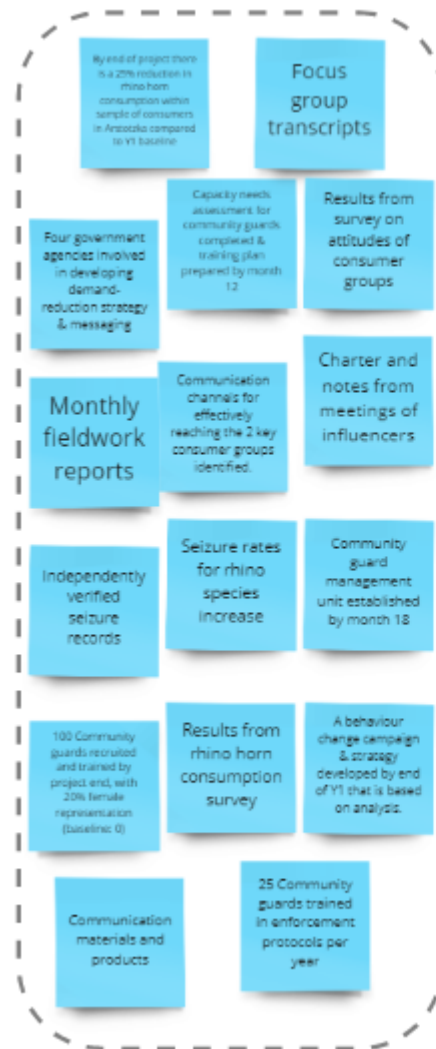 By end of project there
is a 25% reduction in
rhino horn
consumption within
sample of consumers
in Arstotzka compared
to Y1 baseline
Focus
group
transcripts
Capacity needs
assessment for
community guards
completed &
training plan
prepared by month
12
Results from
survey on
attitudes of
consumer
groups
Four government
agencies involved
in developing
demand-
reduction strategy
& messaging
Monthly
fieldwork
reports
Communication
channels for
effectively
reaching the 2 key
consumer groups
identified.
Charter and
notes from
meetings of
influencers
Independently
verified
seizure
records
Seizure rates
for rhino
species
increase
Community
guard
management
unit established
by month 18
100 Community
guards recruited
and trained by
project end, with
20% female
representation
(baseline: 0)
Results from
rhino horn
consumption
survey
A behaviour
change campaign
& strategy
developed by end
of Y1 that is based
on analysis.
Communication
materials and
products
25 Community
guards trained
in enforcement
protocols per
year